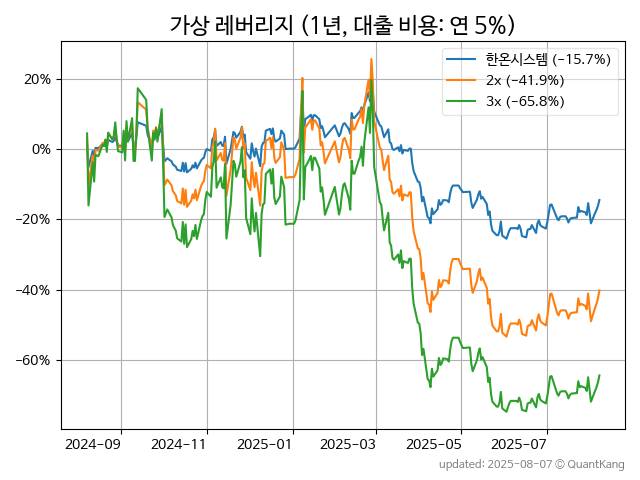 가상 레버리지 (1년, 대출 비용: 연 5%)
한온시스템 (−15.7%)
2x (−41.9%)
3x (−65.8%)
20%
0%
−20%
−40%
−60%
2024-09 2024-11 2025-01 2025-03 2025-05 2025-07
updated: 2025-08-07 © QuantKang